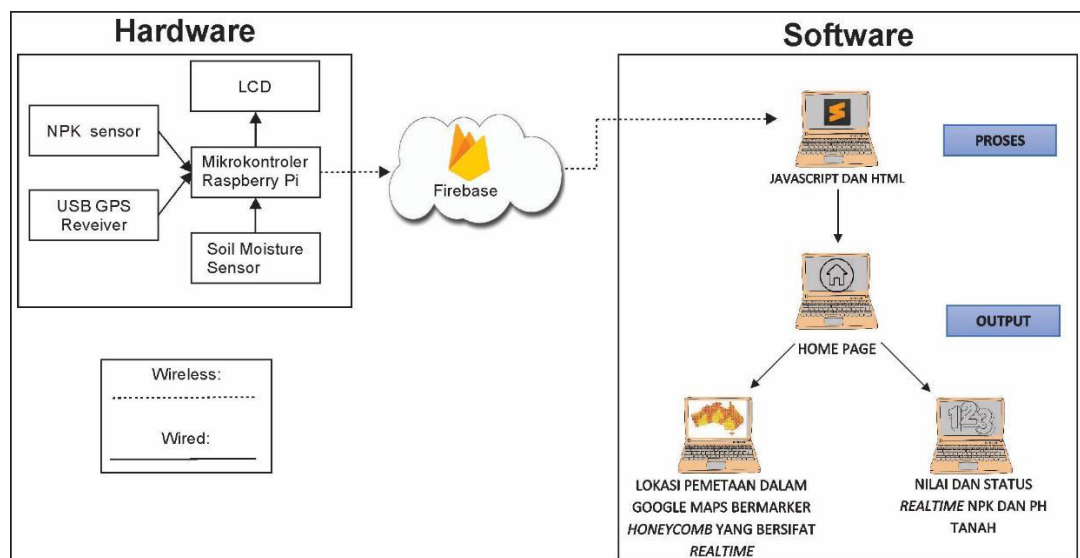 Hardware
LCD
NPK sensor
Mikrokontroler
Raspberry Pi
USB GPS
Reveiver
Soil Moisture
Sensor
Wireless:
Wired:
Firebase
Software
JAVASCRIPT DAN HTML
PROSES
HOME PAGE
OUTPUT
LOKASI PEMETAAN DALAM
GOOGLE MAPS BERMARKER
HONEYCOMB YANG BERSIFAT
REALTIME
123
NILAI DAN STATUS
REALTIME NPK DAN PH
TANAH